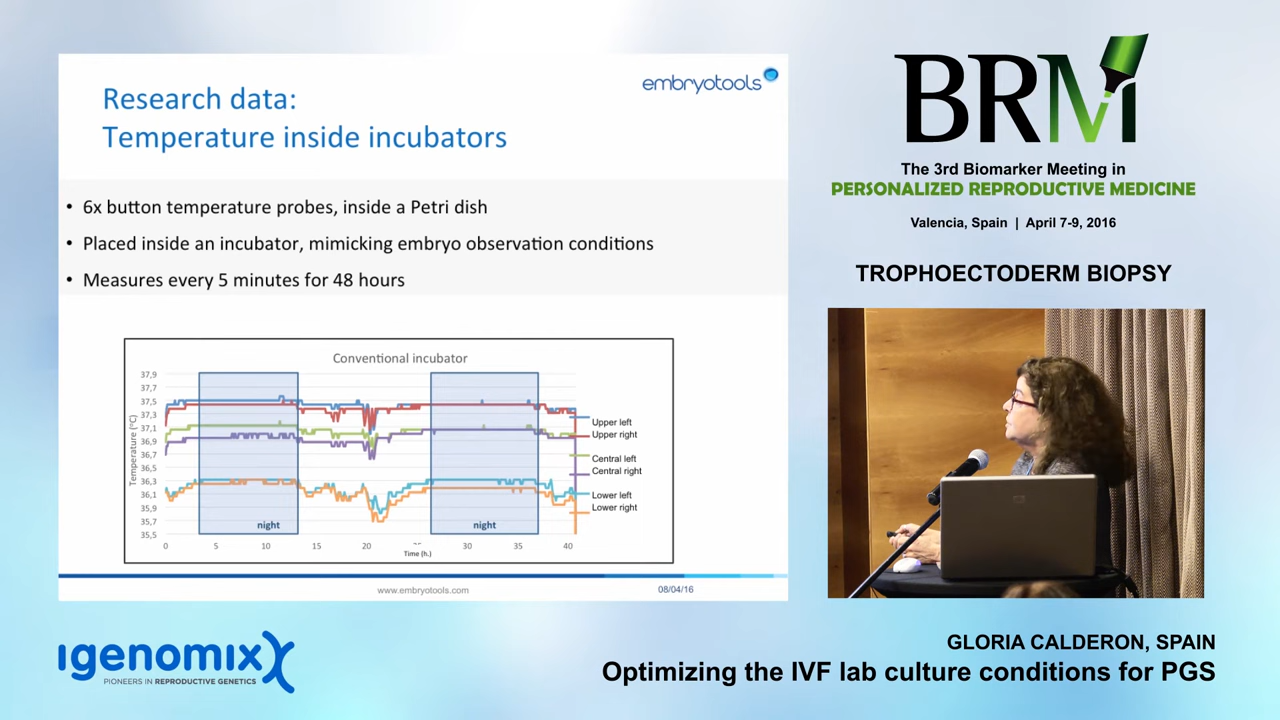 Research data:
Temperature inside incubators
embryotools
• 6x button temperature probes, inside a Petri dish
• Placed inside an incubator, mimicking embryo observation conditions
• Measures every 5 minutes for 48 hours
Conventional incubator
Temperature (°C)
37,9
37,7
37,5
37,3
37,1
36,9
36,7
36,5
36,3
36,1
35,9
35,7
35,5
night
night
0 5 10 15 20 30 35 40
Time (h.)
Upper left
Upper right
Central left
Central right
Lower left
Lower right
www.embryotools.com
08/04/16
BRM
The 3rd Biomarker Meeting in
PERSONALIZED REPRODUCTIVE MEDICINE
Valencia, Spain | April 7-9, 2016
TROPHOECTODERM BIOPSY
igenomix
PIONEERS IN REPRODUCTIVE GENETICS
GLORIA CALDERON, SPAIN
Optimizing the IVF lab culture conditions for PGS